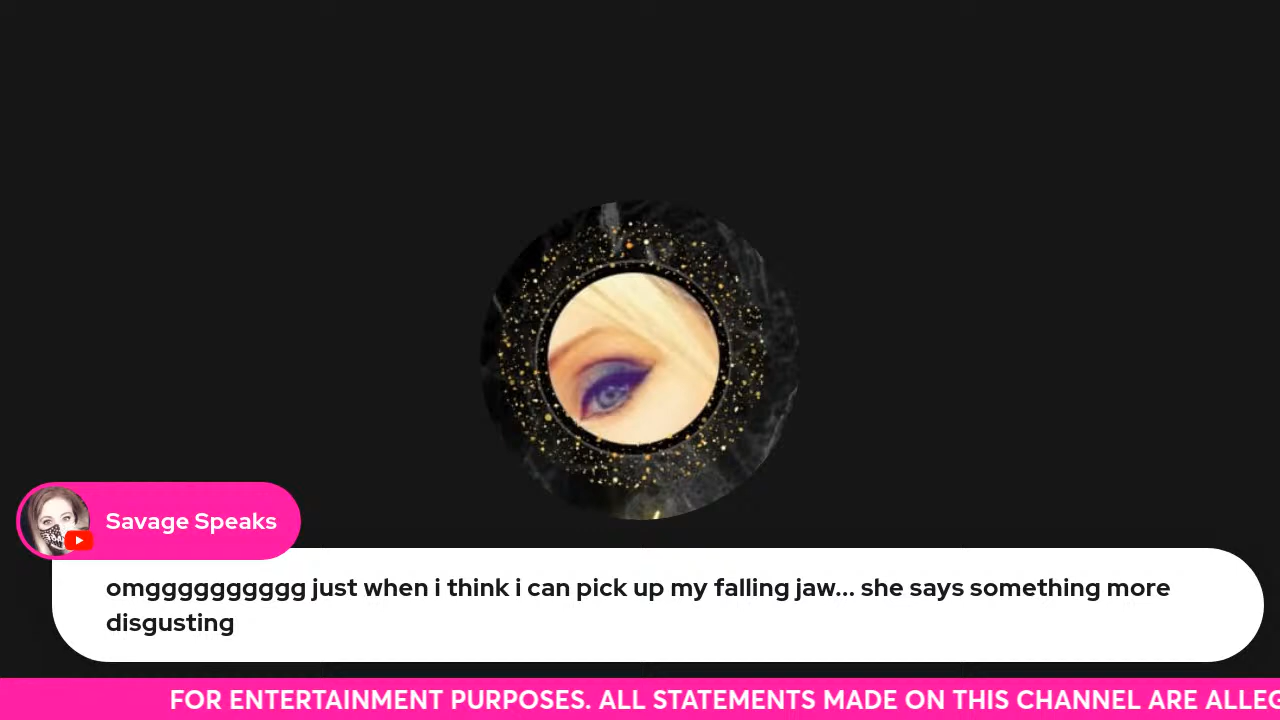 Savage Speaks
omgggggggggg just when i think i can pick up my falling jaw... she says something more
disgusting
FOR ENTERTAINMENT PURPOSES. ALL STATEMENTS MADE ON THIS CHANNEL ARE ALLEG